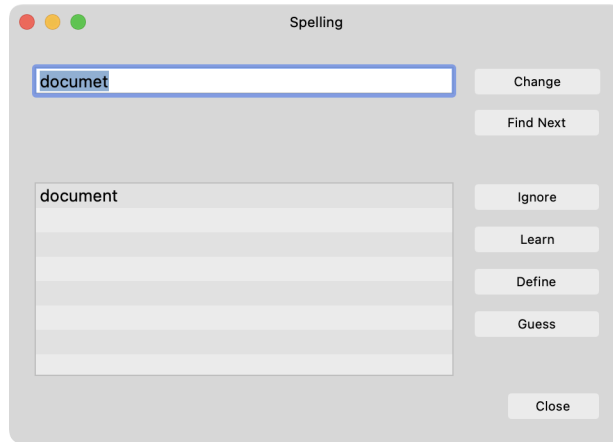 Spelling
documet
Change
Find Next
document
Ignore
Learn
Define
Guess
Close